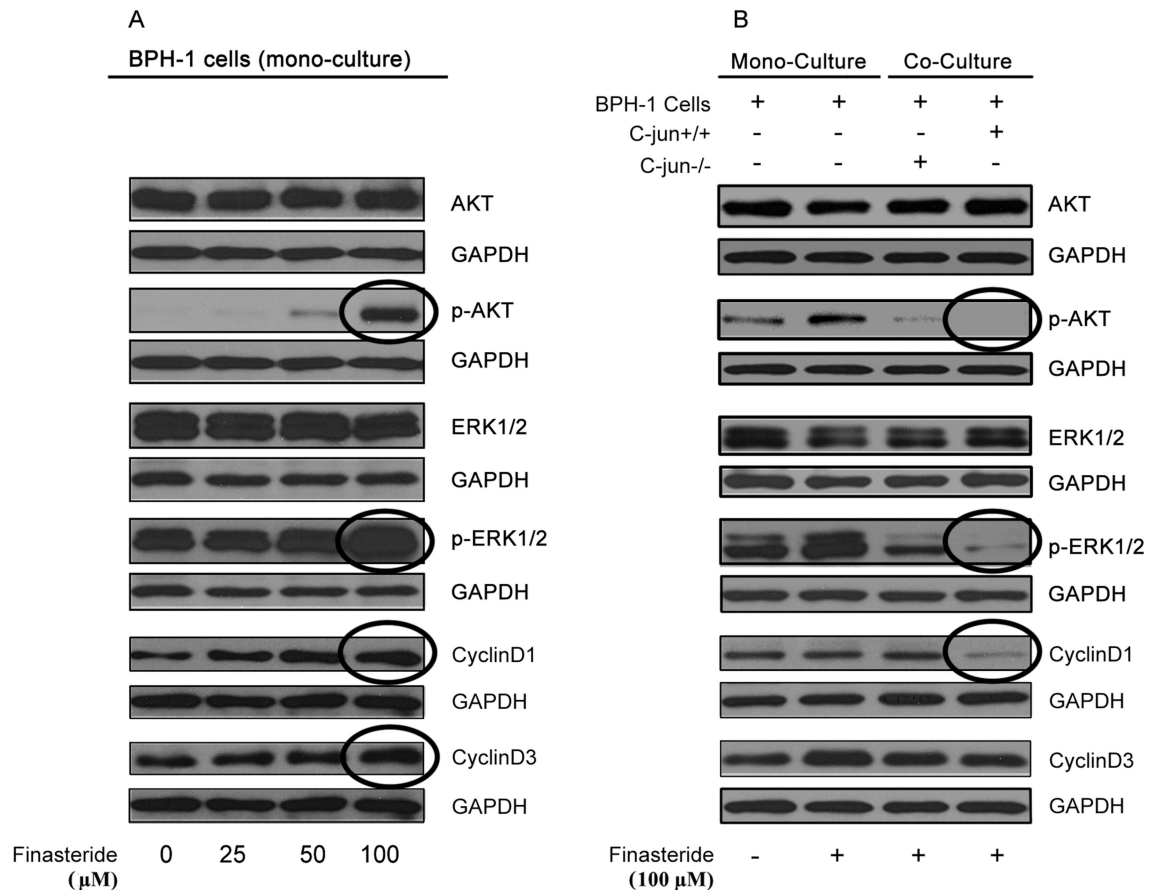 A
BPH-1 cells (mono-culture)
AKT
GAPDH
p-AKT
GAPDH
ERK1/2
GAPDH
p-ERK1/2
GAPDH
CyclinD1
GAPDH
CyclinD3
GAPDH
Finasteride 0 25 50 100
(µM)
B
Mono-Culture Co-Culture
BPH-1 Cells + + + +
C-jun+/+ - - - +
C-jun-/- - - + -
AKT
GAPDH
p-AKT
GAPDH
ERK1/2
GAPDH
p-ERK1/2
GAPDH
CyclinD1
GAPDH
CyclinD3
GAPDH
Finasteride - + + +
(100 µM)